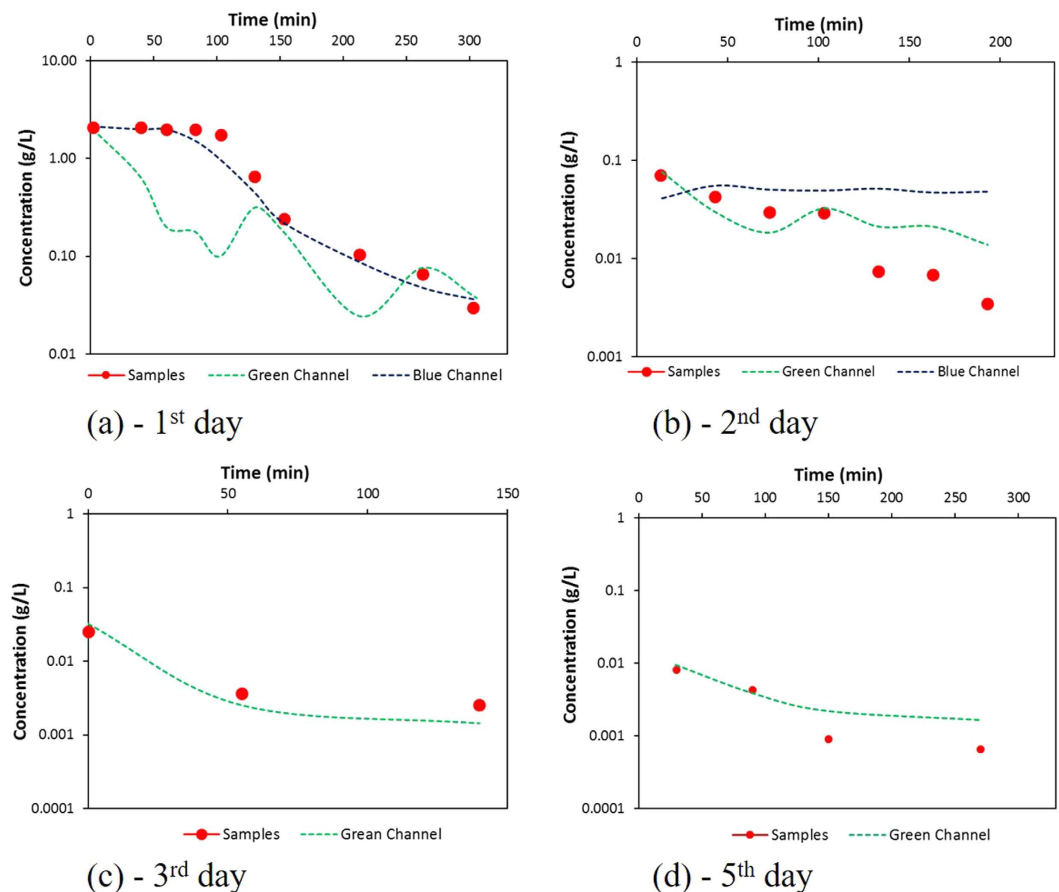 Time (min)
0 50 100 150 200 250 300
10.00
1.00
0.10
0.01
Concentration (g/L)
Samples Green Channel Blue Channel
(a) - 1st day
Time (min)
0 50 100 150 200
1
0.1
0.01
0.001
Concentration (g/L)
Samples Green Channel Blue Channel
(b) - 2nd day
Time (min)
0 50 100 150
1
0.1
0.01
0.001
0.0001
Concentration (g/L)
Samples Grean Channel
(c) - 3rd day
Time (min)
0 50 100 150 200 250 300
1
0.1
0.01
0.001
0.0001
Concentration (g/L)
Samples Green Channel
(d) - 5th day